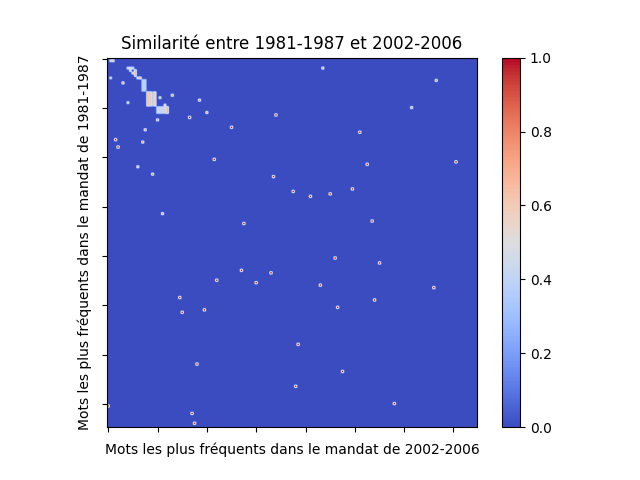 Similarité entre 1981-1987 et 2002-2006
Mots les plus fréquents dans le mandat de 1981-1987
Mots les plus fréquents dans le mandat de 2002-2006
1.0
0.8
0.6
0.4
0.2
0.0